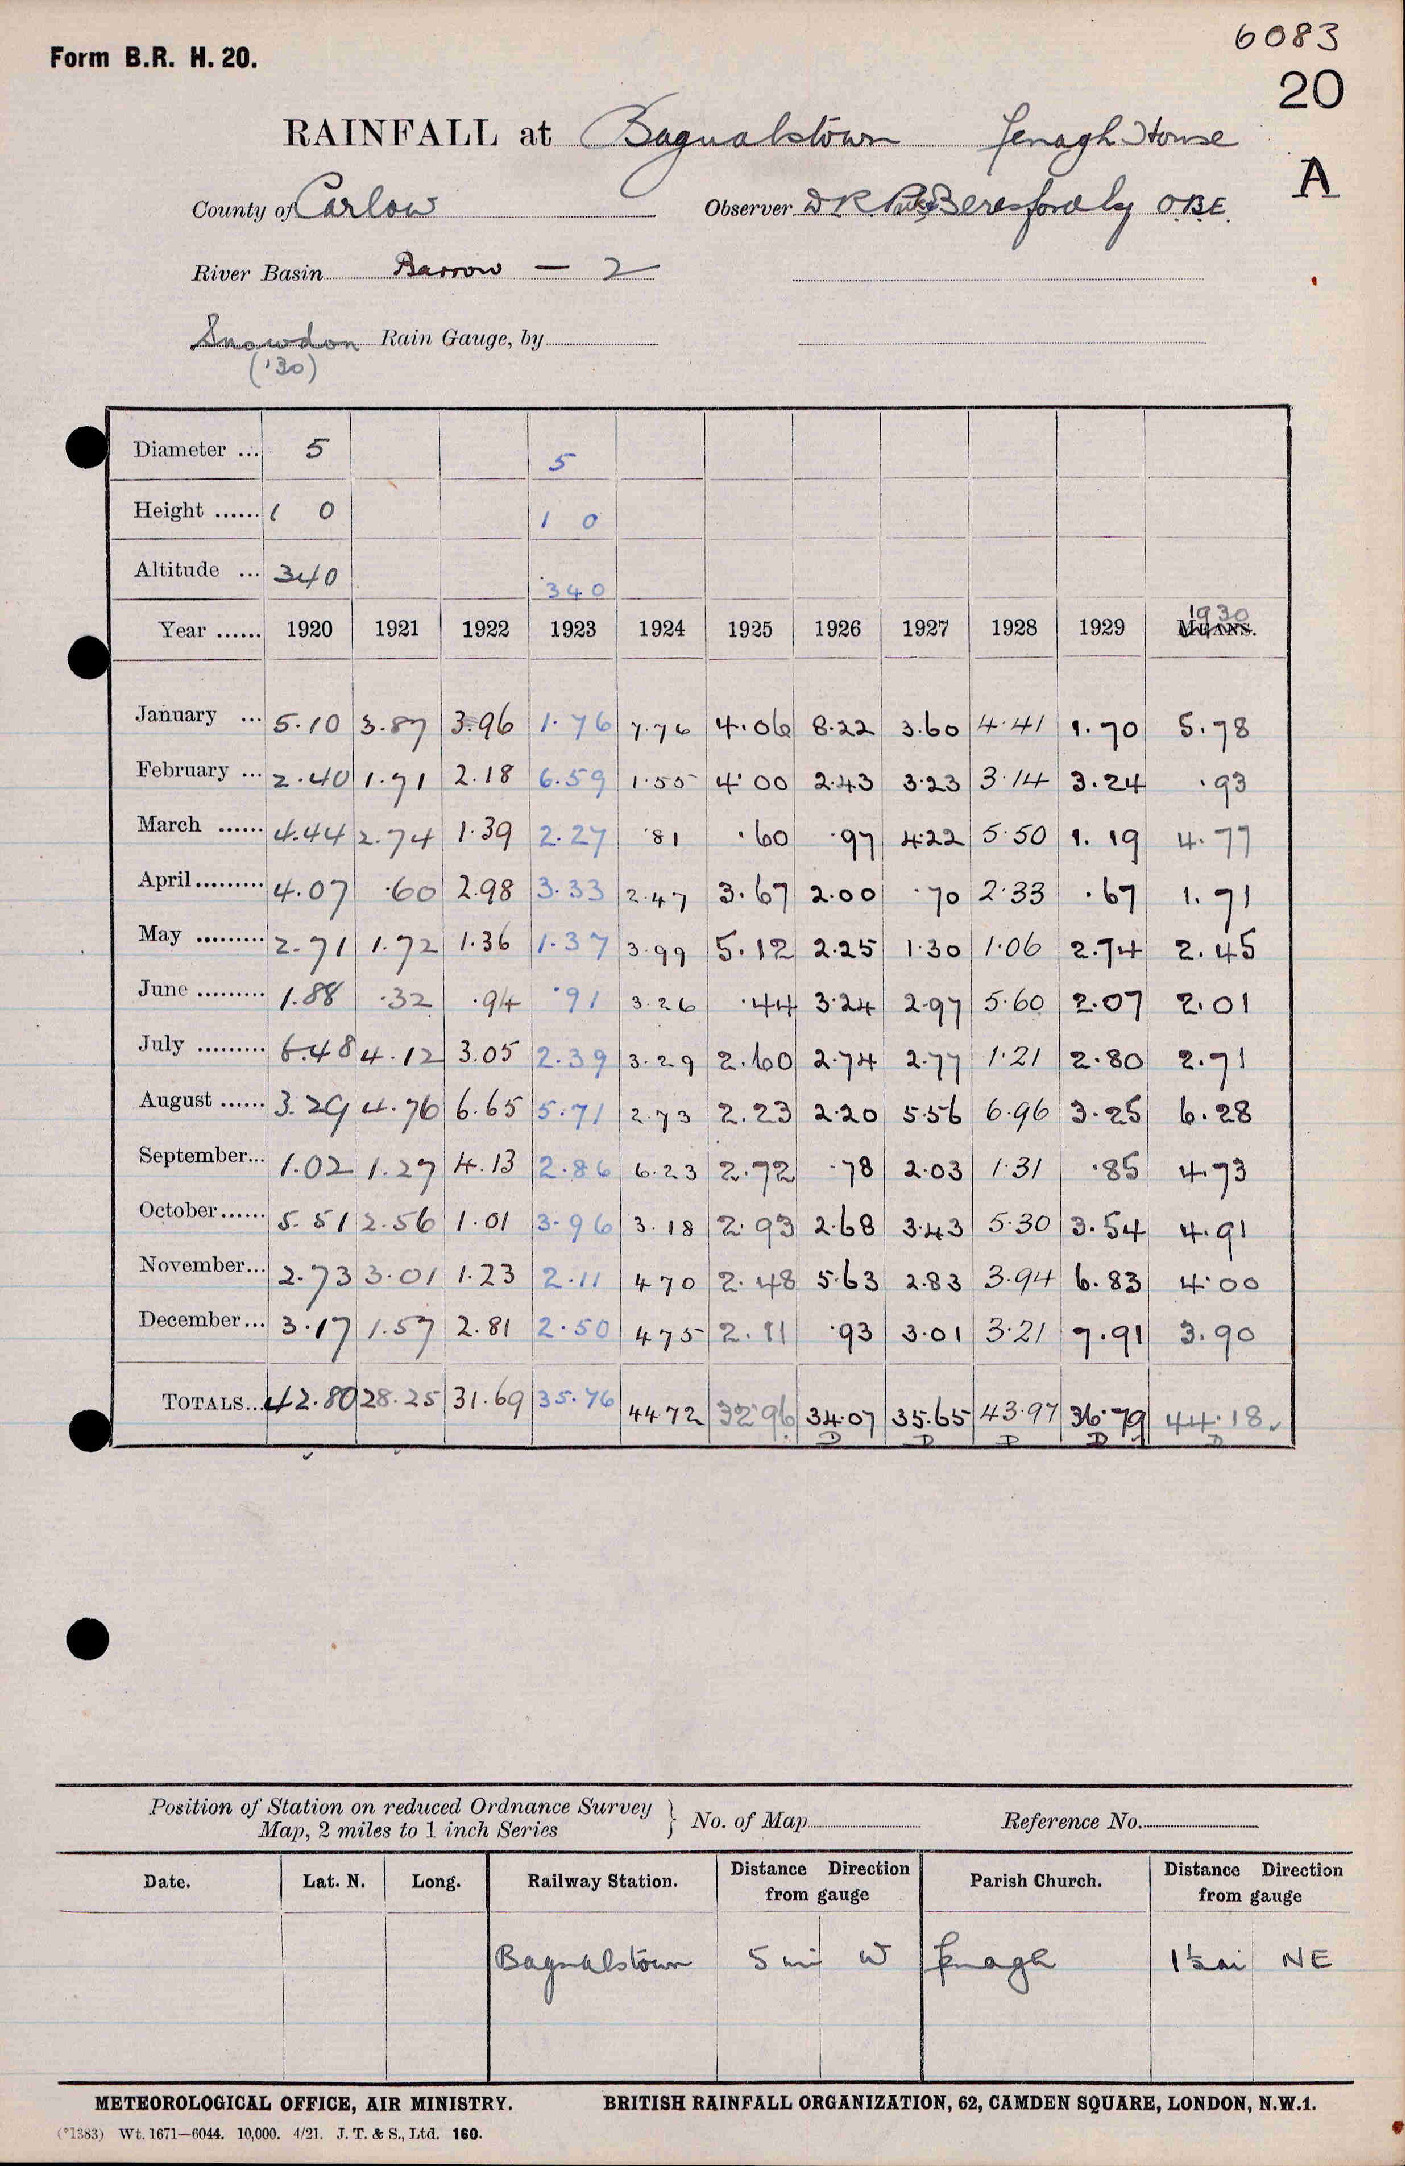 6083
Form B.R. H. 20.
20
RAINFALL at Bagnalstown Fenagh House
A
County of Carlow Observer D R Beresford Esq O.B.E.
River Basin Barrow — 2
Snowdon Rain Gauge, by
('30)
Diameter ... 5 5
Height ...... 1 0 1 0
Altitude ... 340 340
Year ...... 1920 1921 1922 1923 1924 1925 1926 1927 1928 1929 MEANS. 1930
January ... 5.10 3.87 3.96 1.76 7.76 4.06 8.22 3.60 4.41 1.70 5.78
February ... 2.40 1.71 2.18 6.59 1.55 4.00 2.43 3.23 3.14 3.24 .93
March ...... 4.44 2.74 1.39 2.27 .81 .60 .97 4.22 5.50 1.19 4.77
April ......... 4.07 .60 2.98 3.33 2.47 3.67 2.00 .70 2.33 .67 1.71
May ......... 2.71 1.72 1.36 1.37 3.99 5.12 2.25 1.30 1.06 2.74 2.45
June ......... 1.88 .32 .94 .91 3.26 .44 3.24 2.97 5.60 2.07 2.01
July ......... 6.48 4.12 3.05 2.39 3.29 2.60 2.74 2.77 1.21 2.80 2.71
August ...... 3.29 4.76 6.65 5.71 2.73 2.23 2.20 5.56 6.96 3.25 6.28
September... 1.02 1.27 4.13 2.86 6.23 2.72 .78 2.03 1.31 .85 4.73
October...... 5.51 2.56 1.01 3.96 3.18 2.93 2.68 3.43 5.30 3.54 4.91
November... 2.73 3.01 1.23 2.11 4.70 2.48 5.63 2.83 3.94 6.83 4.00
December... 3.17 1.57 2.81 2.50 4.75 2.11 .93 3.01 3.21 7.91 3.90
TOTALS... 42.80 28.25 31.69 35.76 44.72 32.96 34.07 35.65 43.97 36.79 44.18
D D D D D
Position of Station on reduced Ordnance Survey
Map, 2 miles to 1 inch Series } No. of Map Reference No.
Date. Lat. N. Long. Railway Station. Distance Direction from gauge Parish Church. Distance Direction from gauge
Bagnalstown 5 mi W Fenagh 1½ mi NE
METEOROLOGICAL OFFICE, AIR MINISTRY. BRITISH RAINFALL ORGANIZATION, 62, CAMDEN SQUARE, LONDON, N.W.1.
(*1383) Wt. 1671—6044. 10,000. 4/21. J. T. & S., Ltd. 160.